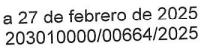 a 27 de febrero de 2025
203010000/00664/2025